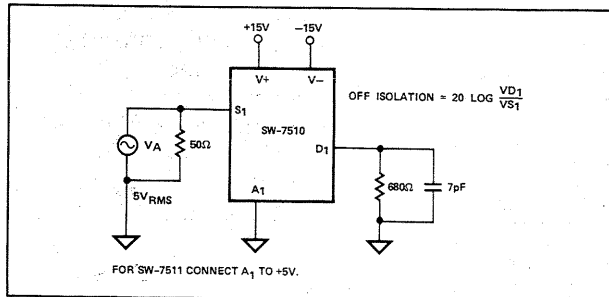 +15V
–15V
V+
V–
OFF ISOLATION = 20 LOG VD1/VS1
S1
SW-7510
VA
50Ω
D1
A1
680Ω
7pF
5VRMS
FOR SW-7511 CONNECT A1 TO +5V.